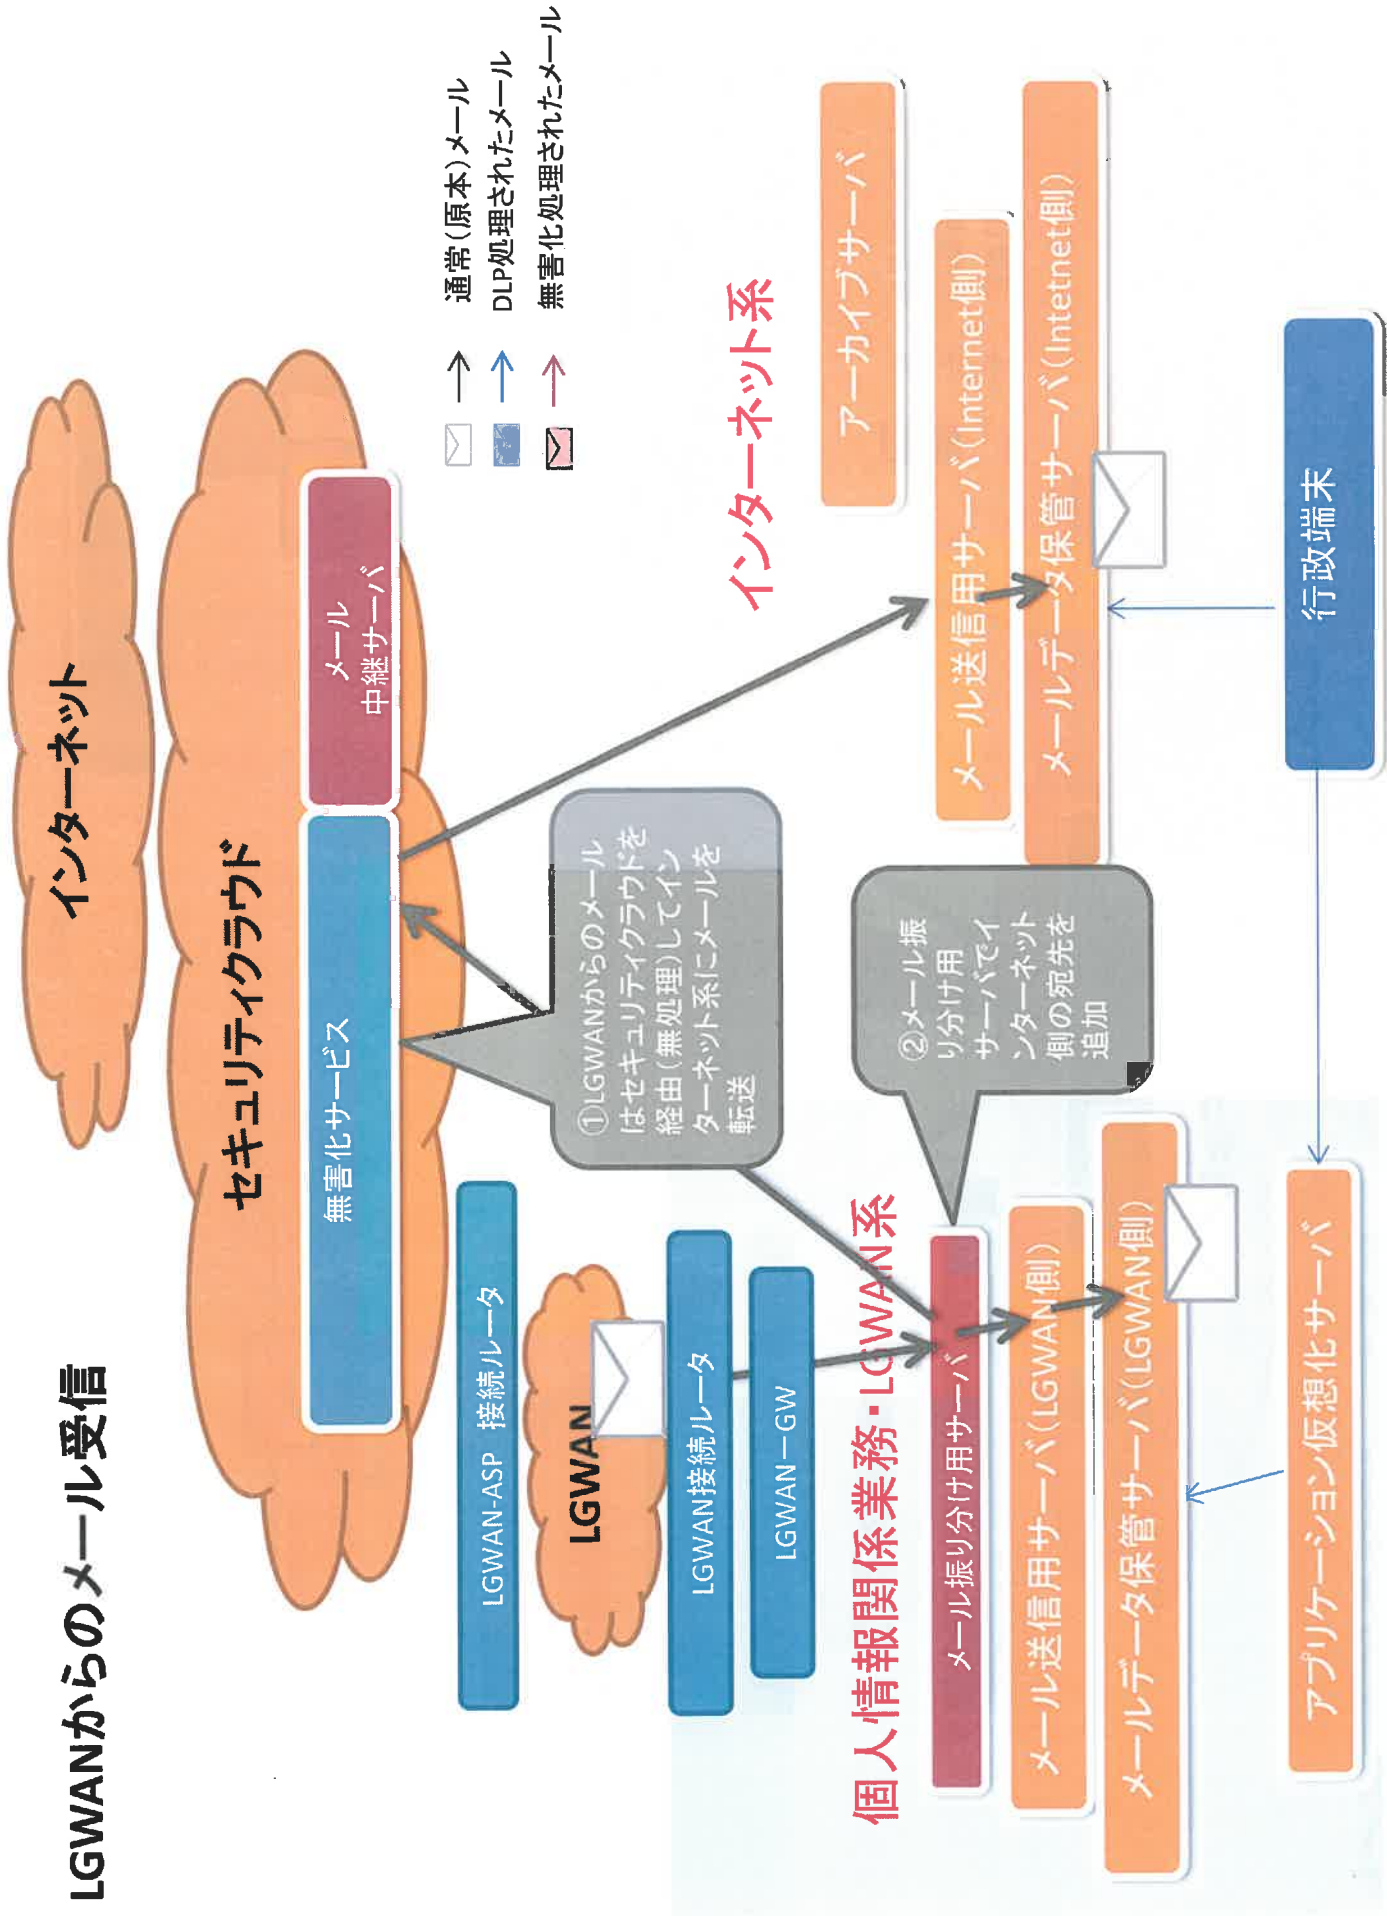 LGWANからのメール受信
インターネット
セキュリティクラウド
無害化サービス
メール
中継サーバ
通常(原本)メール
DLP処理されたメール
無害化処理されたメール
LGWAN-ASP 接続ルータ
LGWAN
LGWAN接続ルータ
LGWAN－GW
①LGWANからのメール
はセキュリティクラウドを
経由(無処理)してイン
ターネット系にメールを
転送
インターネット系
アーカイブサーバ
メール送信用サーバ(Internet側)
メールデータ保管サーバ(Intetnet側)
②メール振
り分け用
サーバでイ
ンターネット
側の宛先を
追加
個人情報関係業務・LGWAN系
メール振り分け用サーバ
メール送信用サーバ(LGWAN側)
メールデータ保管サーバ(LGWAN側)
アプリケーション仮想化サーバ
行政端末